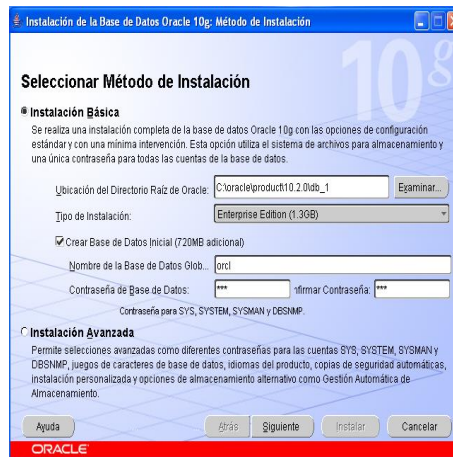 Instalación de la Base de Datos Oracle 10g: Método de Instalación
10g
Seleccionar Método de Instalación
Instalación Básica
Se realiza una instalación completa de la base de datos Oracle 10g con las opciones de configuración
estándar y con una mínima intervención. Esta opción utiliza el sistema de archivos para almacenamiento y
una única contraseña para todas las cuentas de la base de datos.
Ubicación del Directorio Raíz de Oracle: C:\oracle\product\10.2.0\db_1 Examinar...
Tipo de Instalación: Enterprise Edition (1.3GB)
Crear Base de Datos Inicial (720MB adicional)
Nombre de la Base de Datos Glob... orcl
Contraseña de Base de Datos: *** nfirmar Contraseña: ***
Contraseña para SYS, SYSTEM, SYSMAN y DBSNMP.
Instalación Avanzada
Permite selecciones avanzadas como diferentes contraseñas para las cuentas SYS, SYSTEM, SYSMAN y
DBSNMP, juegos de caracteres de base de datos, idiomas del producto, copias de seguridad automáticas,
instalación personalizada y opciones de almacenamiento alternativo como Gestión Automática de
Almacenamiento.
Ayuda Atrás Siguiente Instalar Cancelar
ORACLE